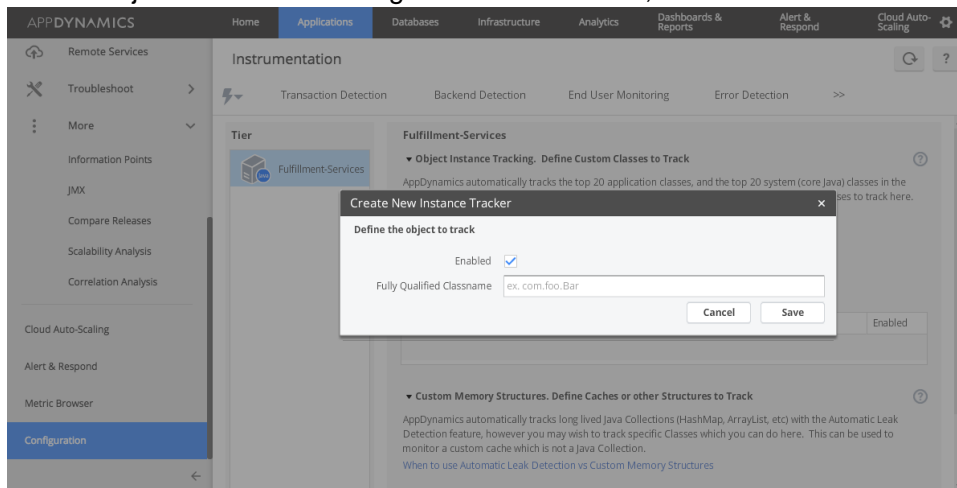 APPDYNAMICS
Home Applications Databases Infrastructure Analytics Dashboards & Reports Alert & Respond Cloud Auto-Scaling
Remote Services
Troubleshoot
More
Information Points
JMX
Compare Releases
Scalability Analysis
Correlation Analysis
Cloud Auto-Scaling
Alert & Respond
Metric Browser
Configuration
Instrumentation
?
Transaction Detection Backend Detection End User Monitoring Error Detection >>
Tier
Fulfillment-Services
Fulfillment-Services
Object Instance Tracking. Define Custom Classes to Track
?
AppDynamics automatically tracks the top 20 application classes, and the top 20 system (core Java) classes in the
ses to track here.
Create New Instance Tracker
Define the object to track
Enabled
Fully Qualified Classname ex. com.foo.Bar
Cancel Save
Enabled
Custom Memory Structures. Define Caches or other Structures to Track
?
AppDynamics automatically tracks long lived Java Collections (HashMap, ArrayList, etc) with the Automatic Leak
Detection feature, however you may wish to track specific Classes which you can do here. This can be used to
monitor a custom cache which is not a Java Collection.
When to use Automatic Leak Detection vs Custom Memory Structures